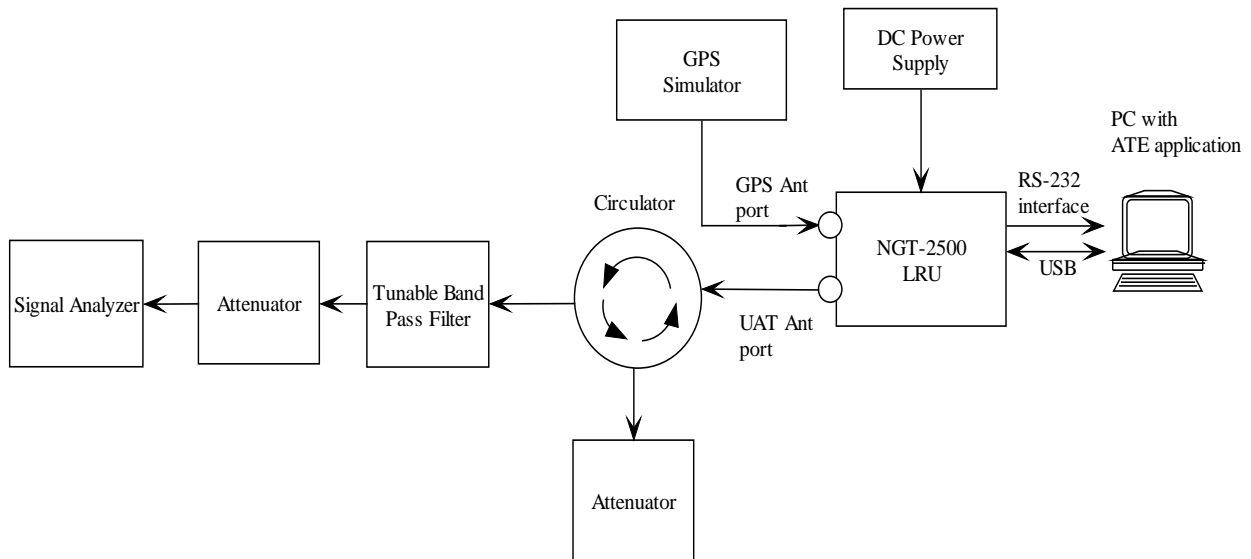 GPS
Simulator
DC Power
Supply
PC with
ATE application
GPS Ant
port
RS-232
interface
Circulator
NGT-2500
LRU
USB
Signal Analyzer
Attenuator
Tunable Band
Pass Filter
UAT Ant
port
Attenuator